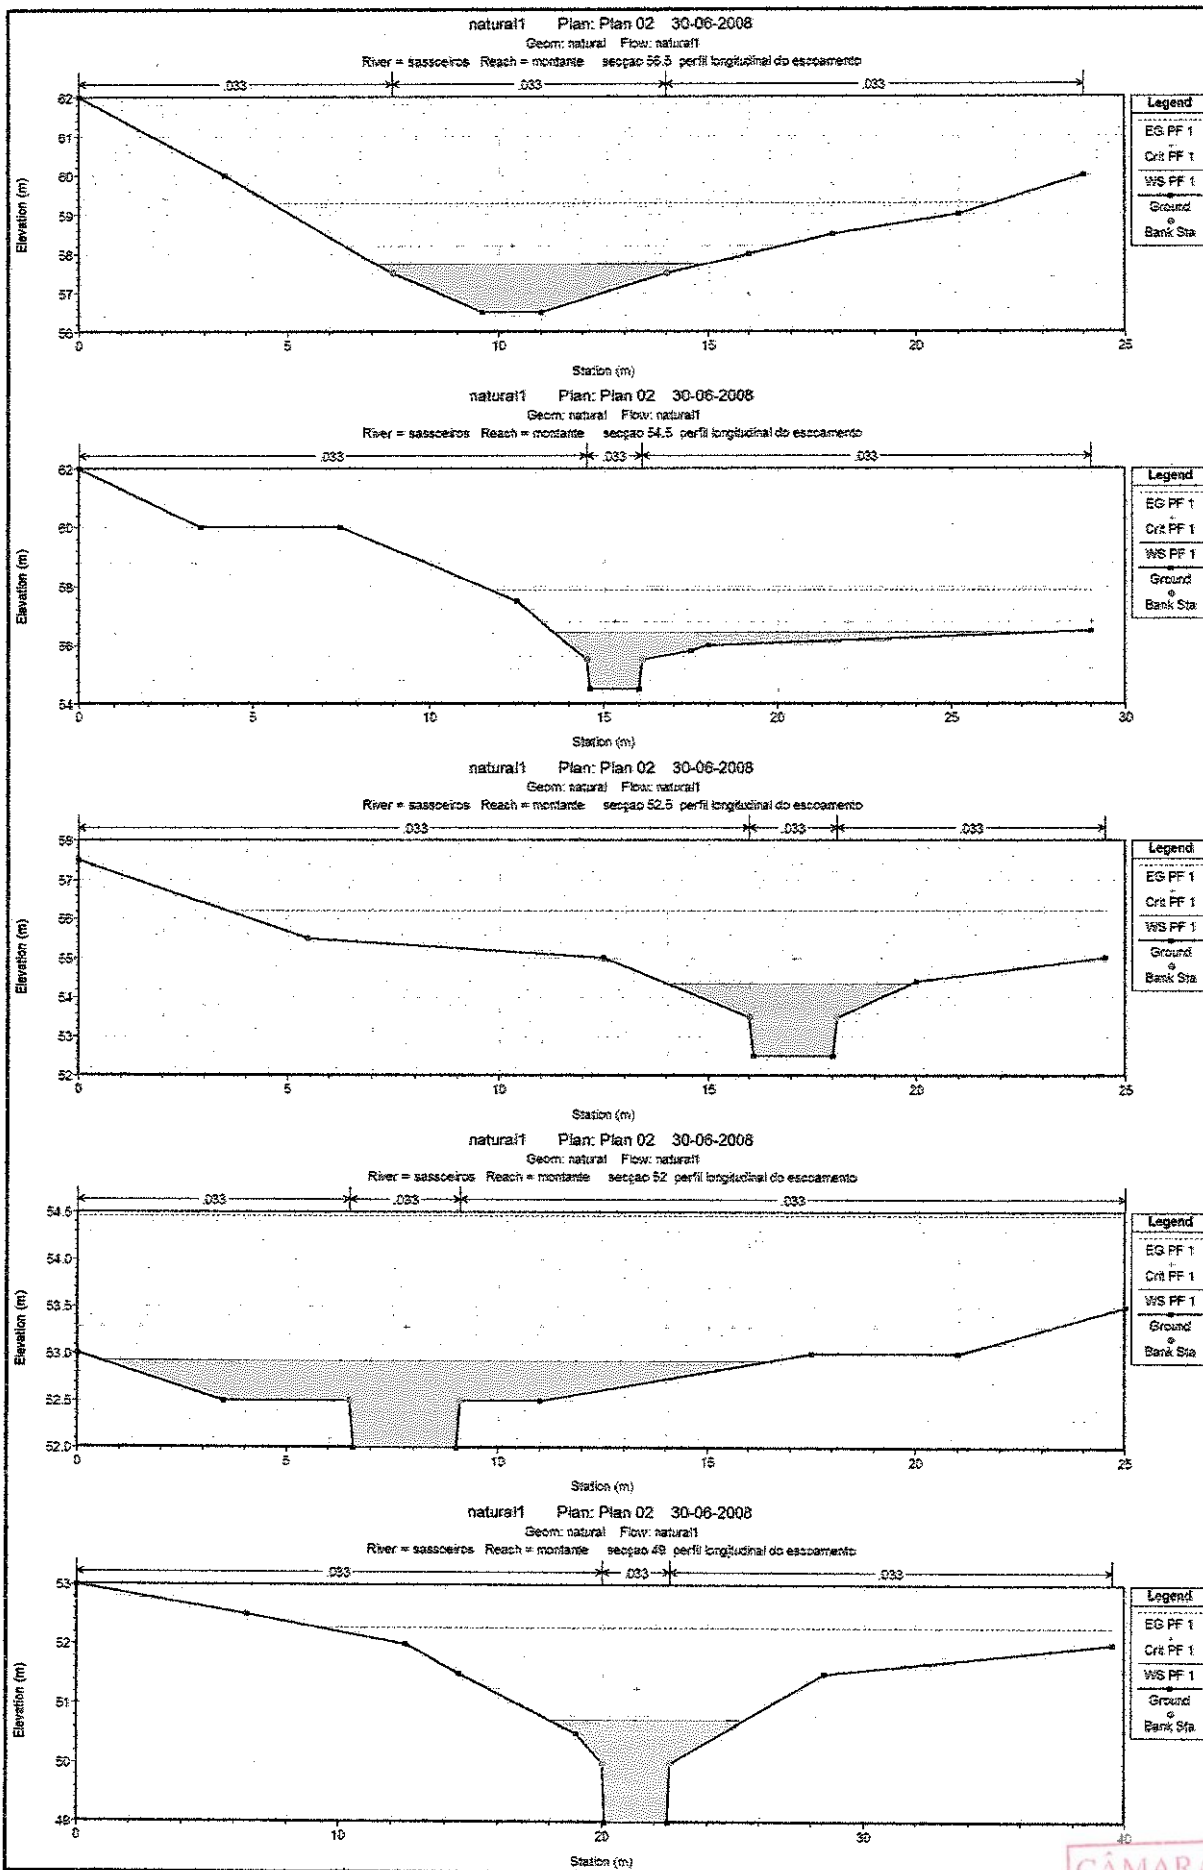 natural1 Plan: Plan 02 30-06-2008
Geom: natural Flow: natural1
River = sassoeiros Reach = montante secçao 56.5 perfil longitudinal do escoamento
.033 .033 .033
62
61
60
59
58
57
56
Elevation (m)
0 5 10 15 20 25
Station (m)
Legend
EG PF 1
Crit PF 1
WS PF 1
Ground
Bank Sta
natural1 Plan: Plan 02 30-06-2008
Geom: natural Flow: natural1
River = sassoeiros Reach = montante secçao 54.5 perfil longitudinal do escoamento
.033 .033 .033
62
60
58
56
54
Elevation (m)
0 5 10 15 20 25 30
Station (m)
Legend
EG PF 1
Crit PF 1
WS PF 1
Ground
Bank Sta
natural1 Plan: Plan 02 30-06-2008
Geom: natural Flow: natural1
River = sassoeiros Reach = montante secçao 52.5 perfil longitudinal do escoamento
.033 .033 .033
58
57
56
55
54
53
52
Elevation (m)
0 5 10 15 20 25
Station (m)
Legend
EG PF 1
Crit PF 1
WS PF 1
Ground
Bank Sta
natural1 Plan: Plan 02 30-06-2008
Geom: natural Flow: natural1
River = sassoeiros Reach = montante secçao 52 perfil longitudinal do escoamento
.033 .033 .033
54.5
54.0
53.5
53.0
52.5
52.0
Elevation (m)
0 5 10 15 20 25
Station (m)
Legend
EG PF 1
Crit PF 1
WS PF 1
Ground
Bank Sta
natural1 Plan: Plan 02 30-06-2008
Geom: natural Flow: natural1
River = sassoeiros Reach = montante secçao 49 perfil longitudinal do escoamento
.033 .033 .033
53
52
51
50
49
Elevation (m)
0 10 20 30 40
Station (m)
Legend
EG PF 1
Crit PF 1
WS PF 1
Ground
Bank Sta
CÂMARA